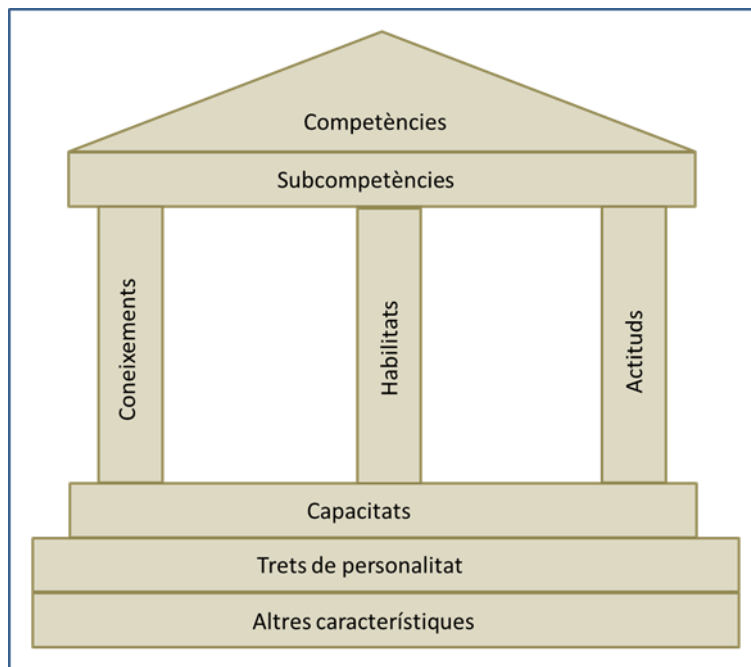 Competències
Subcompetències
Coneixements
Habilitats
Actituds
Capacitats
Trets de personalitat
Altres característiques